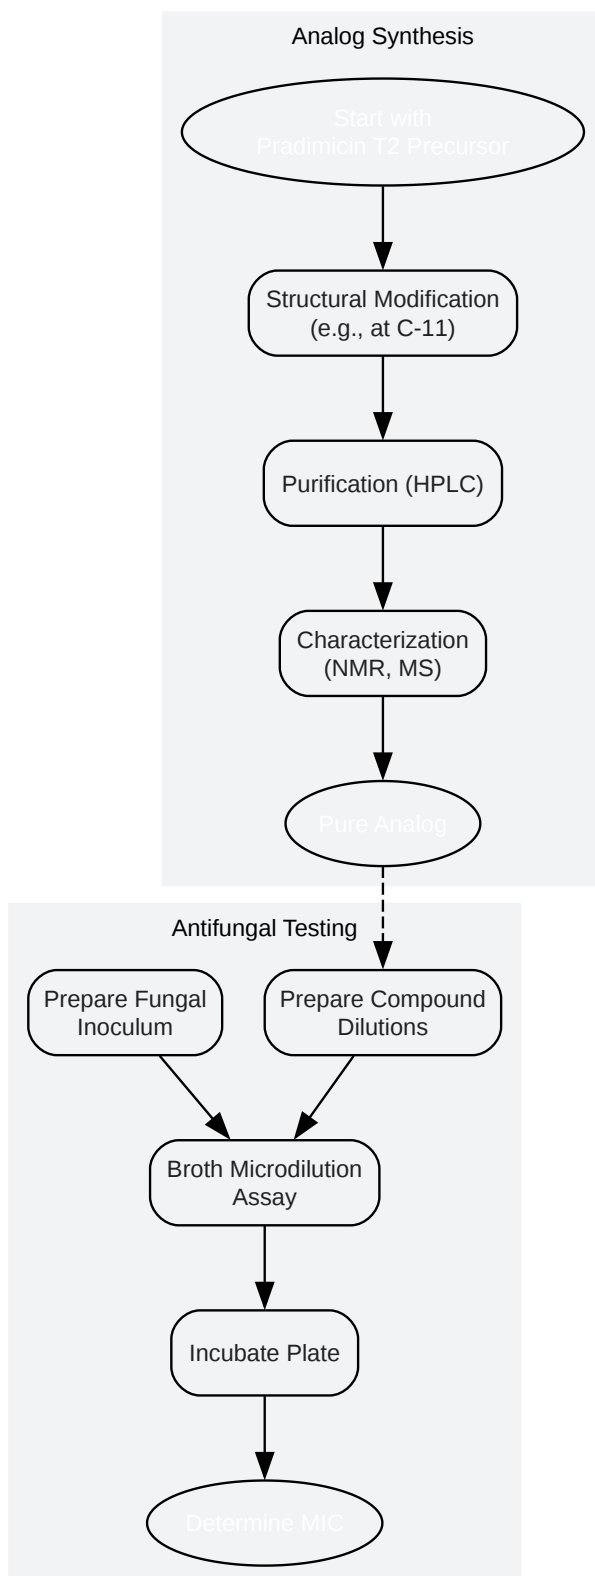 Analog Synthesis
Start with
Pradimicin T2 Precursor
Structural Modification
(e.g., at C-11)
Purification (HPLC)
Characterization
(NMR, MS)
Pure Analog
Antifungal Testing
Prepare Fungal
Inoculum
Prepare Compound
Dilutions
Broth Microdilution
Assay
Incubate Plate
Determine MIC